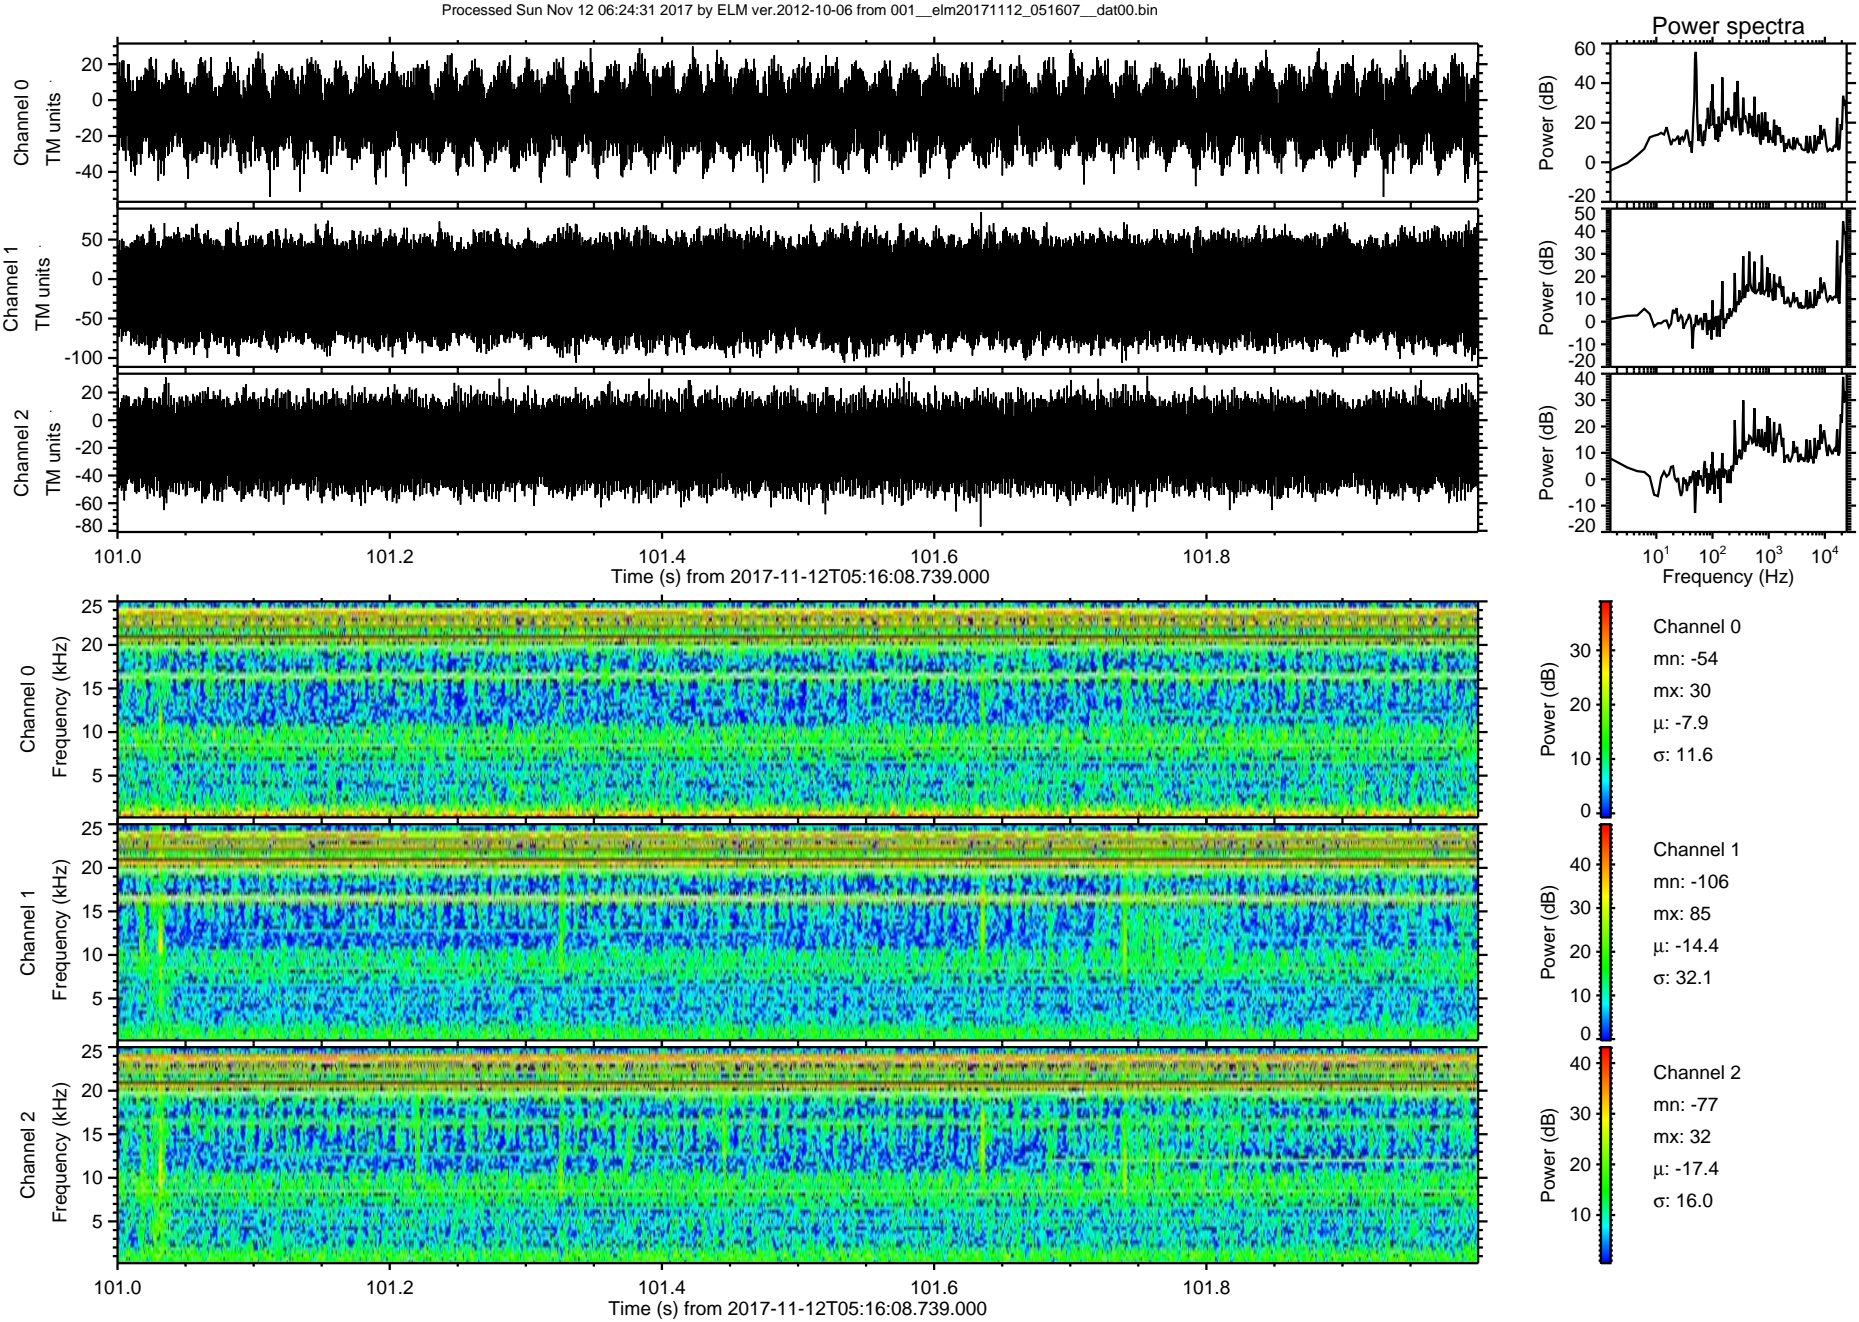 Processed Sun Nov 12 06:24:31 2017 by ELM ver.2012-10-06 from 001__elm20171112_051607__dat00.bin
Power spectra
Channel 0
TM units
20
0
-20
-40
Power (dB)
60
40
20
0
-20
Channel 1
TM units
50
0
-50
-100
Power (dB)
50
40
30
20
10
0
-10
-20
Channel 2
TM units
20
0
-20
-40
-60
-80
Power (dB)
40
30
20
10
0
-10
-20
101.0 101.2 101.4 101.6 101.8
Time (s) from 2017-11-12T05:16:08.739.000
10^1 10^2 10^3 10^4
Frequency (Hz)
Channel 0
Frequency (kHz)
25
20
15
10
5
Power (dB)
30
20
10
0
Channel 0
mn: -54
mx: 30
μ: -7.9
σ: 11.6
Channel 1
Frequency (kHz)
25
20
15
10
5
Power (dB)
40
30
20
10
0
Channel 1
mn: -106
mx: 85
μ: -14.4
σ: 32.1
Channel 2
Frequency (kHz)
25
20
15
10
5
Power (dB)
40
30
20
10
Channel 2
mn: -77
mx: 32
μ: -17.4
σ: 16.0
101.0 101.2 101.4 101.6 101.8
Time (s) from 2017-11-12T05:16:08.739.000